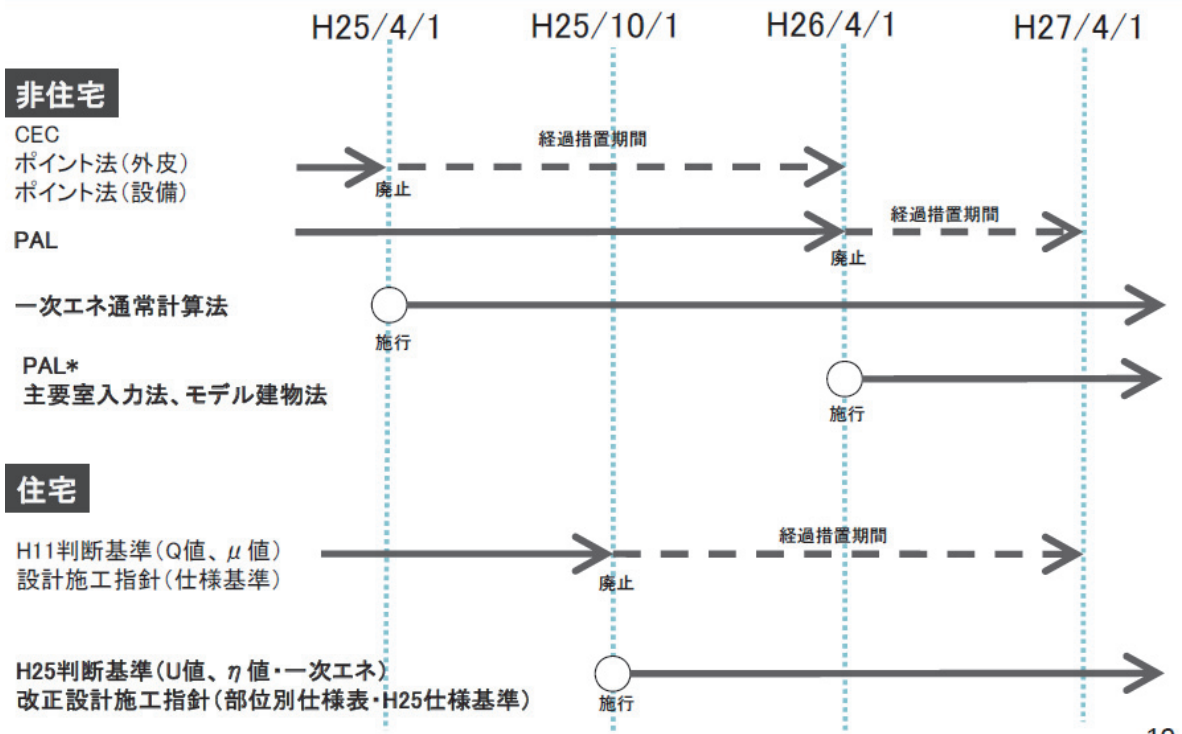 H25/4/1 H25/10/1 H26/4/1 H27/4/1
非住宅
CEC
ポイント法(外皮)
ポイント法(設備)
経過措置期間
廃止
PAL
経過措置期間
廃止
一次エネ通常計算法
施行
PAL*
主要室入力法、モデル建物法
施行
住宅
H11判断基準(Q値、μ値)
設計施工指針(仕様基準)
経過措置期間
廃止
H25判断基準(U値、η値・一次エネ)
改正設計施工指針(部位別仕様表・H25仕様基準)
施行